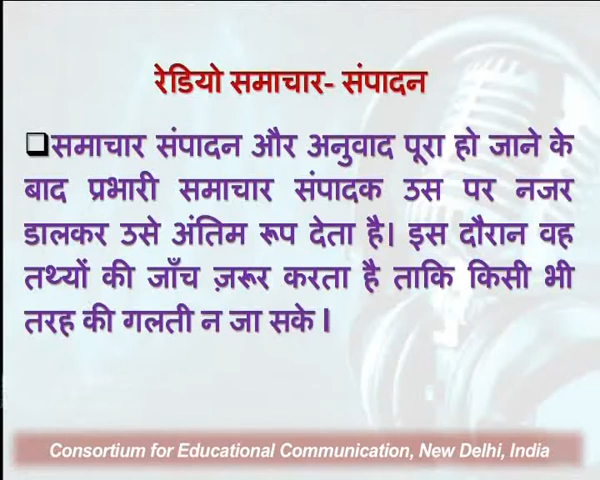 रेडियो समाचार- संपादन
❑समाचार संपादन और अनुवाद पूरा हो जाने के
बाद प्रभारी समाचार संपादक उस पर नजर
डालकर उसे अंतिम रूप देता है। इस दौरान वह
तथ्यों की जाँच ज़रूर करता है ताकि किसी भी
तरह की गलती न जा सके l
Consortium for Educational Communication, New Delhi, India